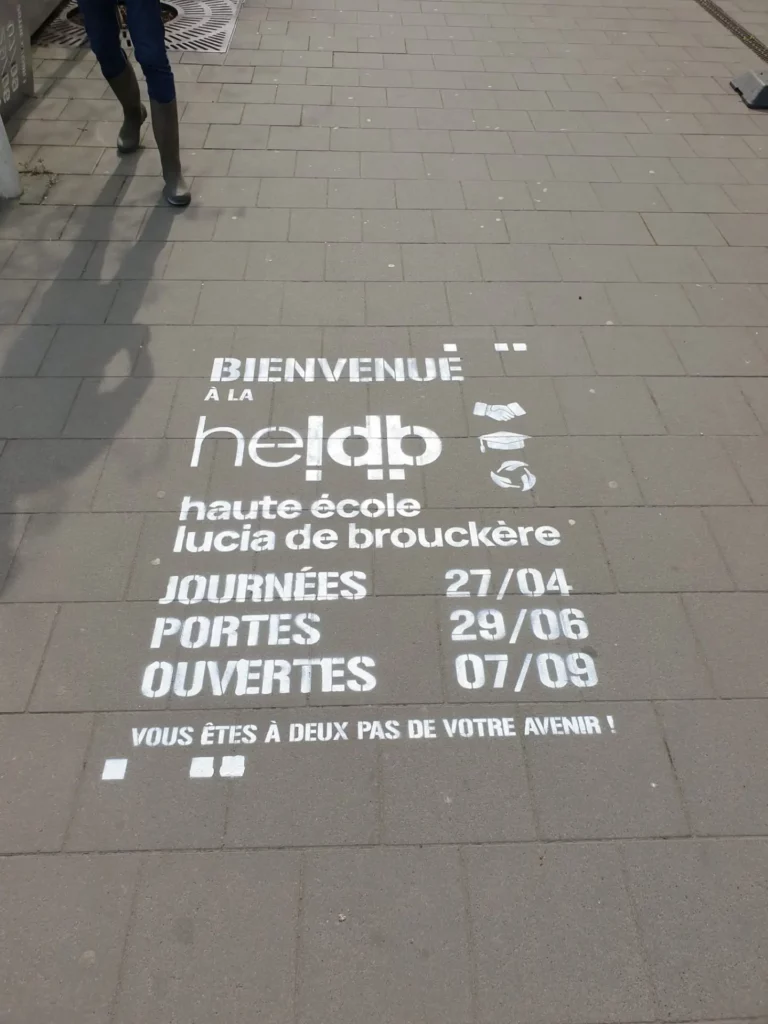 BIENVENUE
À LA
heldb
haute école
lucia de brouckère
JOURNÉES 27/04
PORTES 29/06
OUVERTES 07/09
VOUS ÊTES À DEUX PAS DE VOTRE AVENIR !